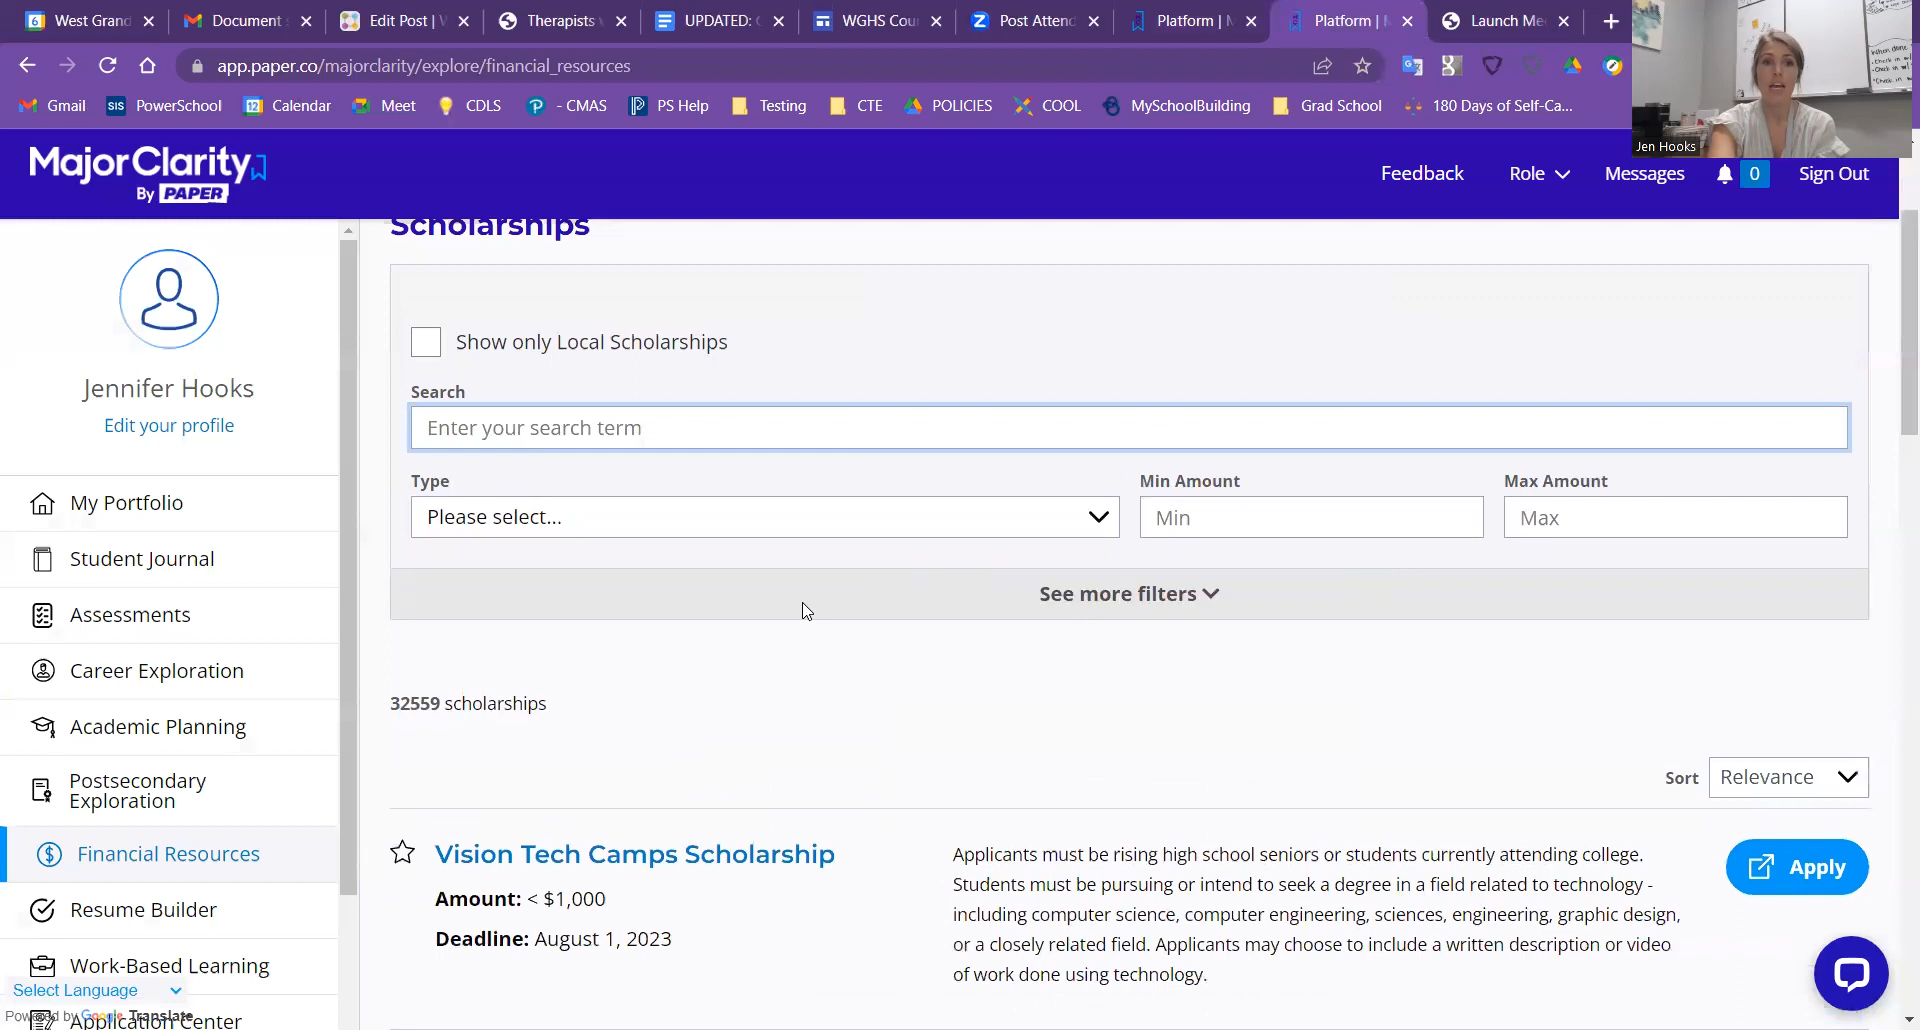 West Grand
Document s
Edit Post | W
Therapists w
UPDATED: C
WGHS Cou
Post Attend
Platform | M
Platform | M
Launch Me
app.paper.co/majorclarity/explore/financial_resources
Gmail
SIS PowerSchool
12 Calendar
Meet
CDLS
- CMAS
PS Help
Testing
CTE
POLICIES
COOL
MySchoolBuilding
Grad School
180 Days of Self-Ca...
Jen Hooks
MajorClarity
By PAPER
Feedback
Role
Messages
0
Sign Out
Jennifer Hooks
Edit your profile
My Portfolio
Student Journal
Assessments
Career Exploration
Academic Planning
Postsecondary
Exploration
Financial Resources
Resume Builder
Work-Based Learning
Select Language
Powered by Google Translate
Application Center
Scholarships
Show only Local Scholarships
Search
Enter your search term
Type
Min Amount
Max Amount
Please select...
Min
Max
See more filters
32559 scholarships
Sort
Relevance
Vision Tech Camps Scholarship
Amount: < $1,000
Deadline: August 1, 2023
Applicants must be rising high school seniors or students currently attending college.
Students must be pursuing or intend to seek a degree in a field related to technology -
including computer science, computer engineering, sciences, engineering, graphic design,
or a closely related field. Applicants may choose to include a written description or video
of work done using technology.
Apply